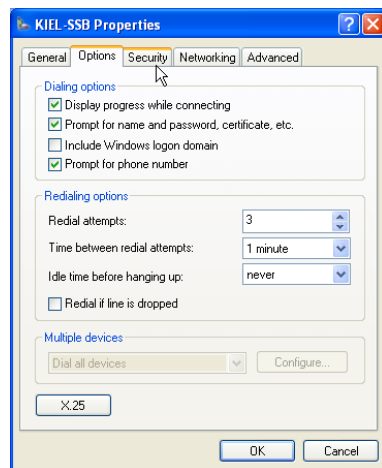 KIEL-SSB Properties
General Options Security Networking Advanced
Dialing options
Display progress while connecting
Prompt for name and password, certificate, etc.
Include Windows logon domain
Prompt for phone number
Redialing options
Redial attempts: 3
Time between redial attempts: 1 minute
Idle time before hanging up: never
Redial if line is dropped
Multiple devices
Dial all devices Configure...
X.25
OK Cancel